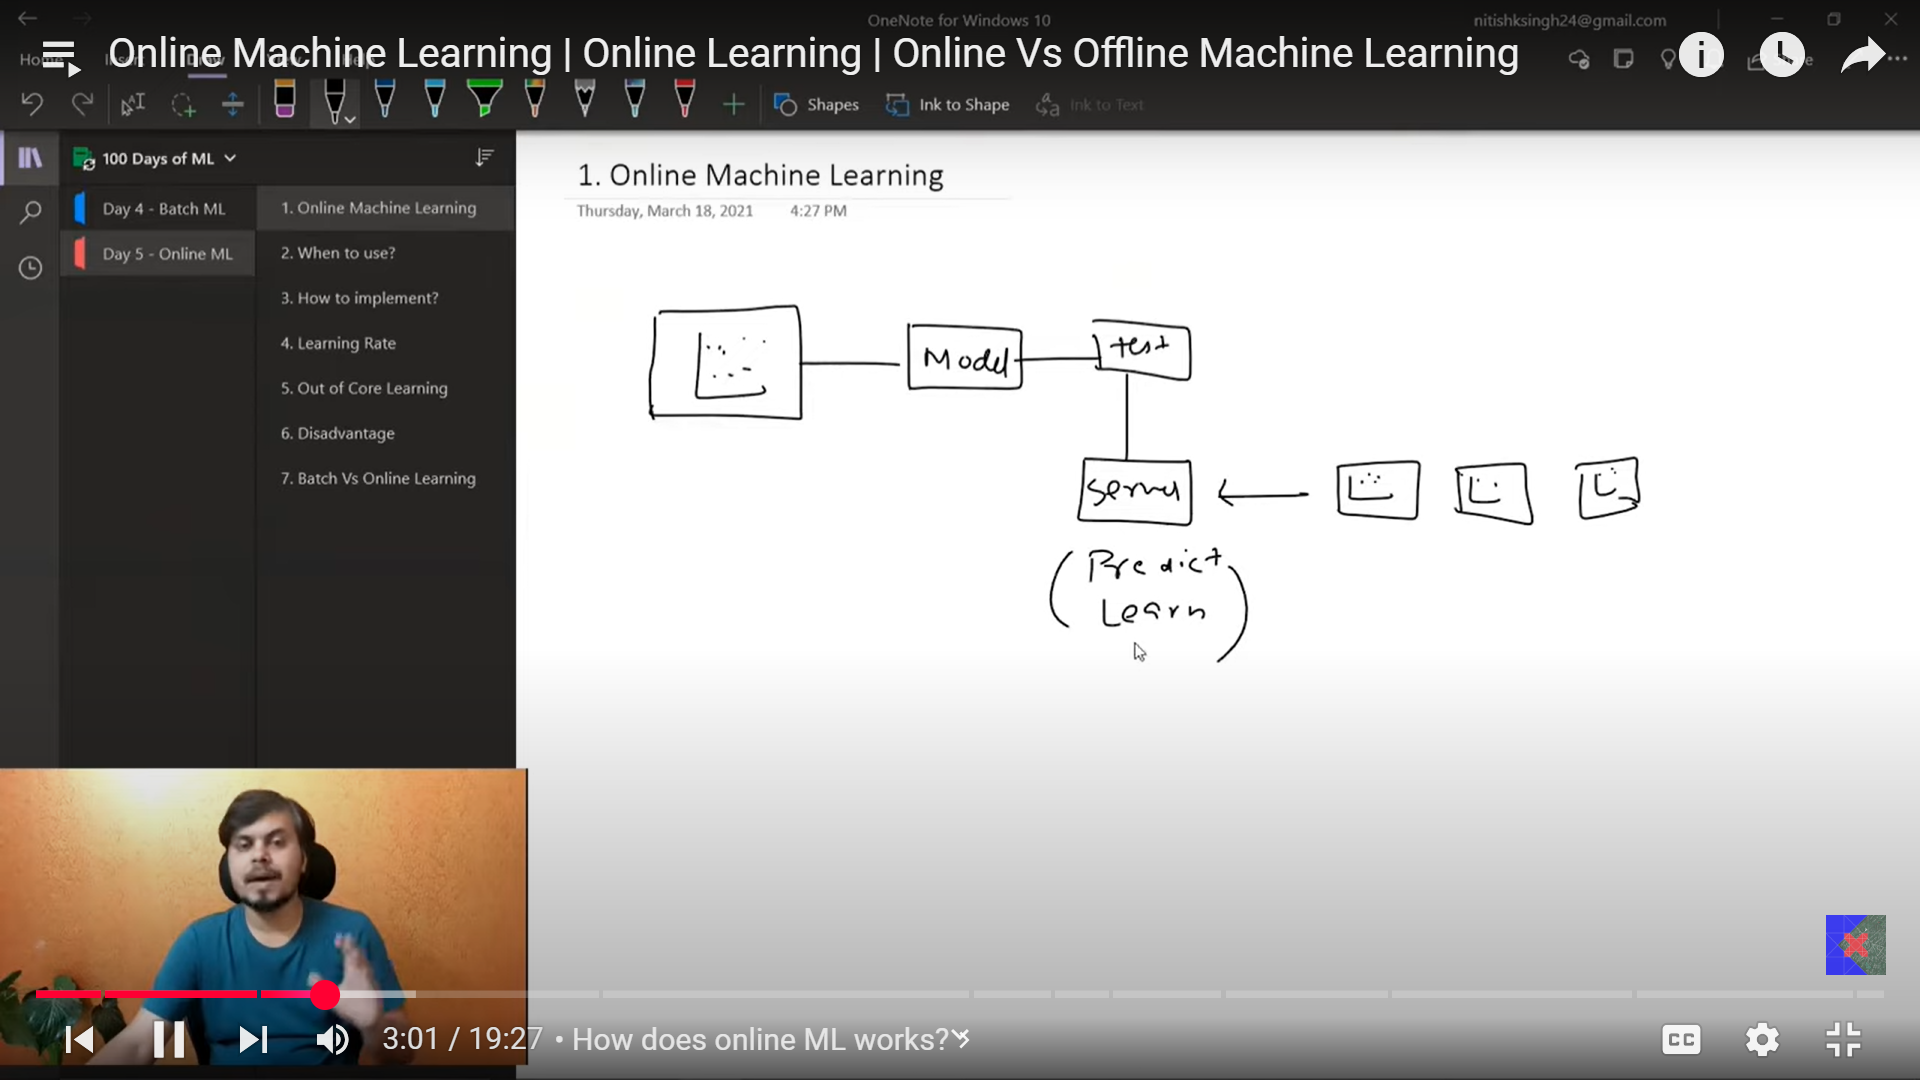 OneNote for Windows 10
nitishksingh24@gmail.com
Online Machine Learning | Online Learning | Online Vs Offline Machine Learning
Shapes
Ink to Shape
Ink to Text
100 Days of ML
Day 4 - Batch ML
Day 5 - Online ML
1. Online Machine Learning
2. When to use?
3. How to implement?
4. Learning Rate
5. Out of Core Learning
6. Disadvantage
7. Batch Vs Online Learning
1. Online Machine Learning
Thursday, March 18, 2021 4:27 PM
Model
test
Server
(Predict
Learn)
3:01 / 19:27 • How does online ML works?
CC